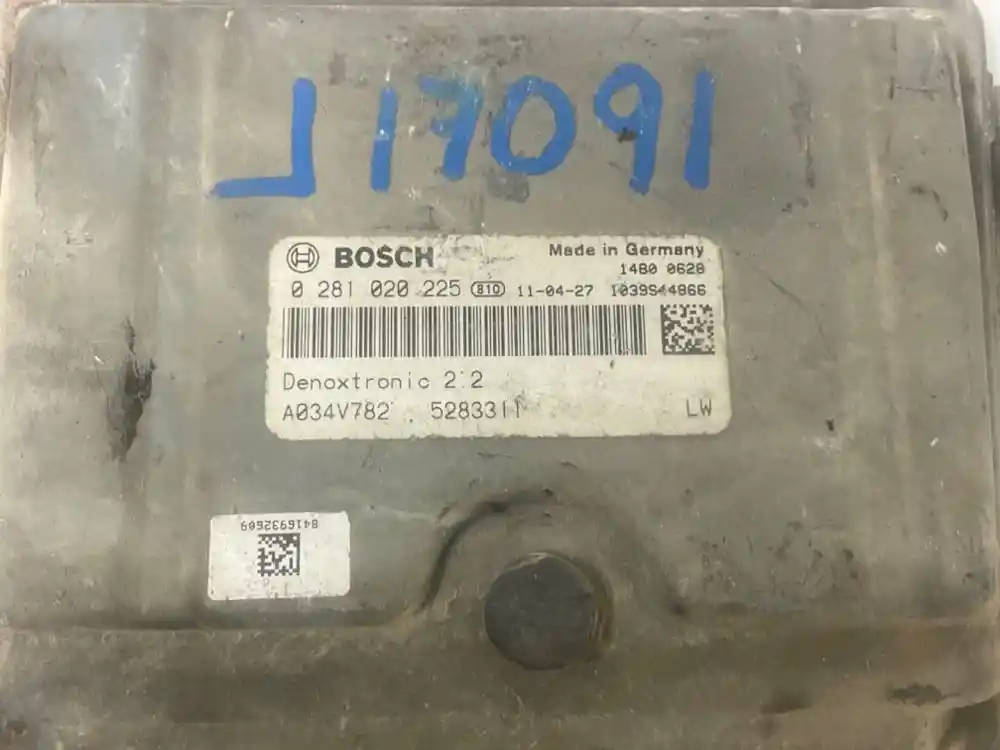 J17091
BOSCH
Made in Germany
1480 0628
0 281 020 225 810 11-04-27 1039S44866
Denoxtronic 2.2
A034V782 5283311
LW
8416932609